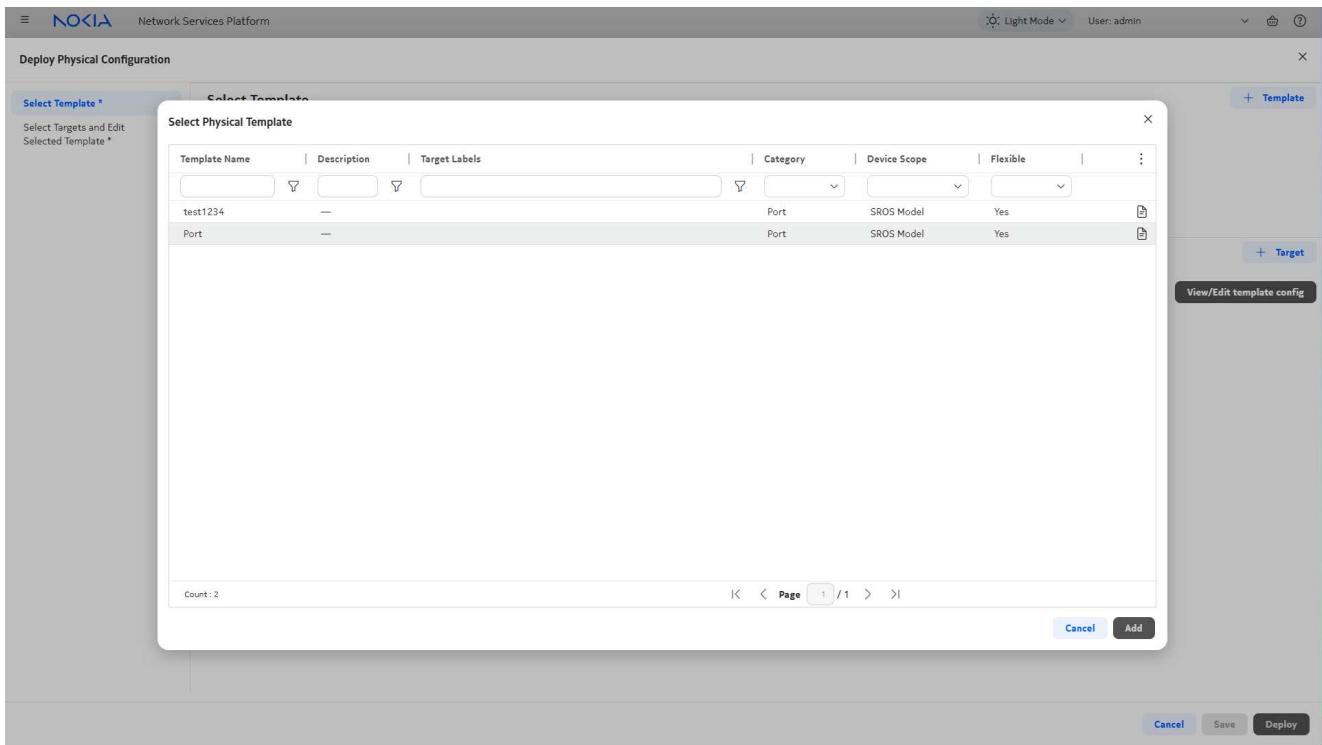 NOKIA Network Services Platform Light Mode User: admin
Deploy Physical Configuration
Select Template *
Select Template
+ Template
Select Targets and Edit
Selected Template *
Select Physical Template
Template Name Description Target Labels Category Device Scope Flexible
test1234 — Port SROS Model Yes
Port — Port SROS Model Yes
+ Target
View/Edit template config
Count : 2 Page 1 / 1
Cancel Add
Cancel Save Deploy